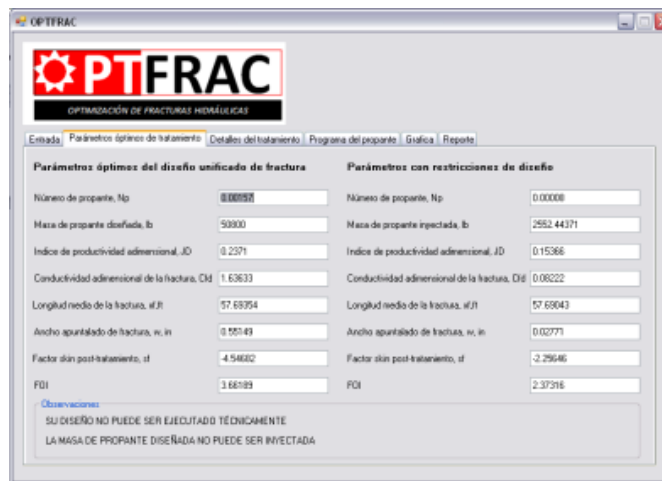 OPTFRAC
OPTFRAC
OPTIMIZACIÓN DE FRACTURAS HIDRÁULICAS
Entrada Parámetros óptimos de tratamiento Detalles del tratamiento Programa del propante Grafica Reporte
Parámetros óptimos del diseño unificado de fractura
Número de propante, Np 0.00157
Masa de propante diseñada, lb 50800
Indice de productividad adimensional, JD 0.2371
Conductividad adimensional de la fractura, Cfd 1.63633
Longitud media de la fractura, xf,ft 57.69354
Ancho apuntalado de fractura, w, in 0.55149
Factor skin post-tratamiento, sf -4.54682
FOI 3.66189
Parámetros con restricciones de diseño
Número de propante, Np 0.00008
Masa de propante inyectada, lb 2552.44371
Indice de productividad adimensional, JD 0.15366
Conductividad adimensional de la fractura, Cfd 0.08222
Longitud media de la fractura, xf,ft 57.69043
Ancho apuntalado de fractura, w, in 0.02771
Factor skin post-tratamiento, sf -2.29646
FOI 2.37316
Observaciones
SU DISEÑO NO PUEDE SER EJECUTADO TÉCNICAMENTE
LA MASA DE PROPANTE DISEÑADA NO PUEDE SER INYECTADA